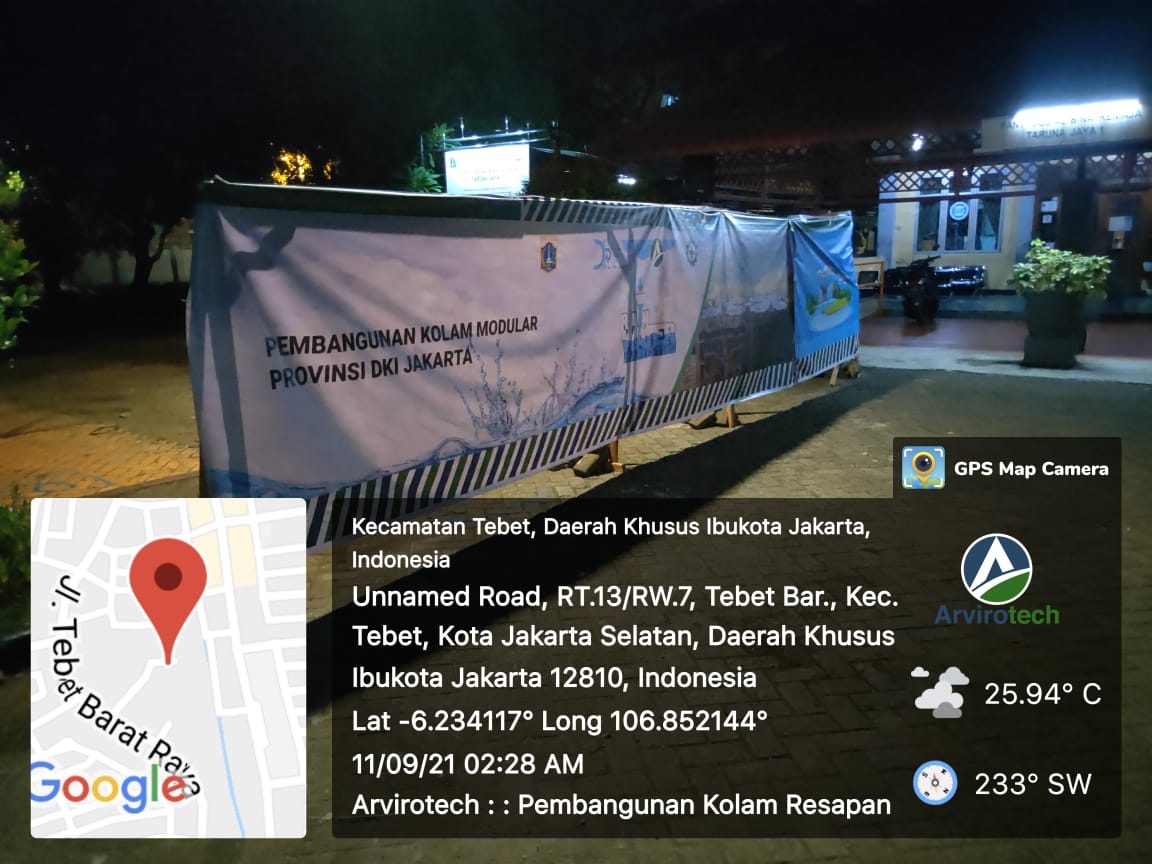 TARUNA JAYA 1
PEMBANGUNAN KOLAM MODULAR
PROVINSI DKI JAKARTA
GPS Map Camera
Jl. Tebet Barat Raya
Google
Kecamatan Tebet, Daerah Khusus Ibukota Jakarta,
Indonesia
Unnamed Road, RT.13/RW.7, Tebet Bar., Kec.
Tebet, Kota Jakarta Selatan, Daerah Khusus
Ibukota Jakarta 12810, Indonesia
Lat -6.234117° Long 106.852144°
11/09/21 02:28 AM
Arvirotech : : Pembangunan Kolam Resapan
Arvirotech
25.94° C
233° SW